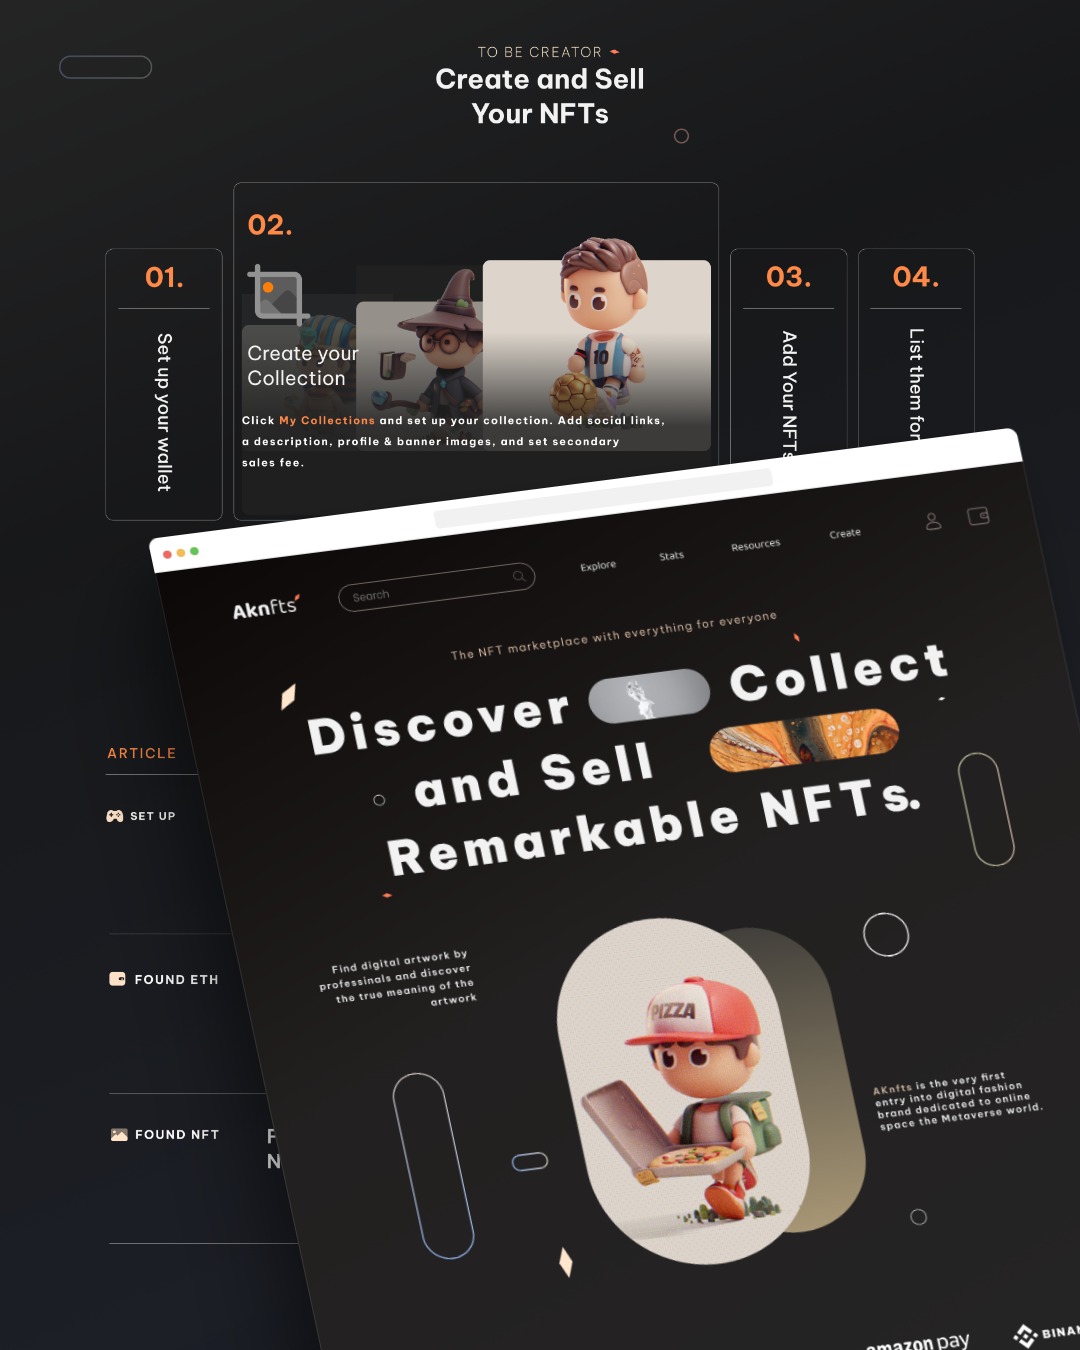 TO BE CREATOR
Create and Sell
Your NFTs
01.
Set up your wallet
02.
Create your
Collection
Click My Collections and set up your collection. Add social links,
a description, profile & banner images, and set secondary
sales fee.
10
03.
Add Your NFTs
04.
List them for
Aknfts
Search
Explore
Stats
Resources
Create
The NFT marketplace with everything for everyone
Discover Collect
and Sell
Remarkable NFTs.
ARTICLE
SET UP
FOUND ETH
FOUND NFT
Find digital artwork by
professinals and discover
the true meaning of the
artwork
PIZZA
AKnfts is the very first
entry into digital fashion
brand dedicated to online
space the Metaverse world.
amazon pay